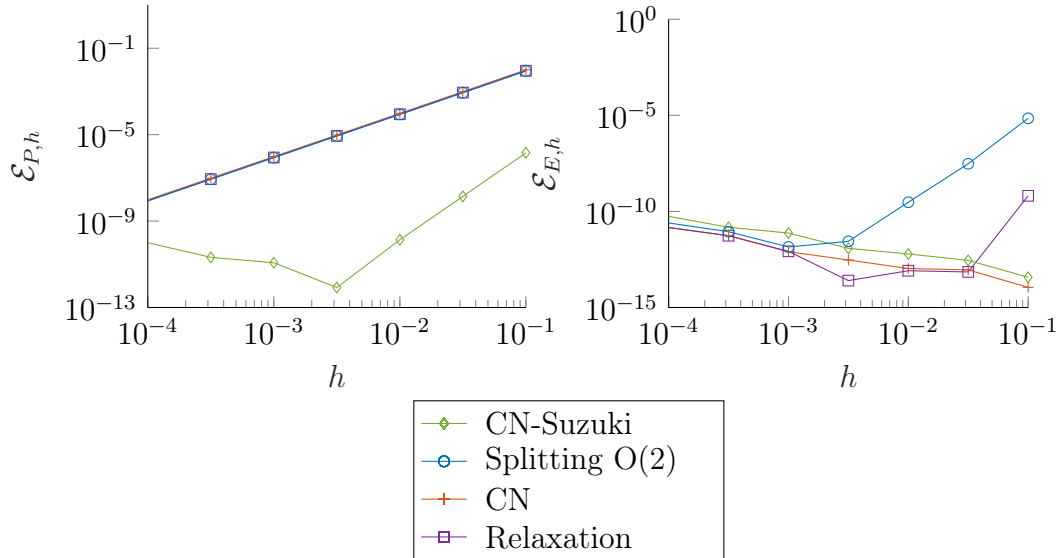 10^{-1}
10^{-5}
10^{-9}
10^{-13}
\mathcal{E}_{P,h}
10^{-4} 10^{-3} 10^{-2} 10^{-1}
h
10^{0}
10^{-5}
10^{-10}
10^{-15}
\mathcal{E}_{E,h}
10^{-4} 10^{-3} 10^{-2} 10^{-1}
h
CN-Suzuki
Splitting O(2)
CN
Relaxation